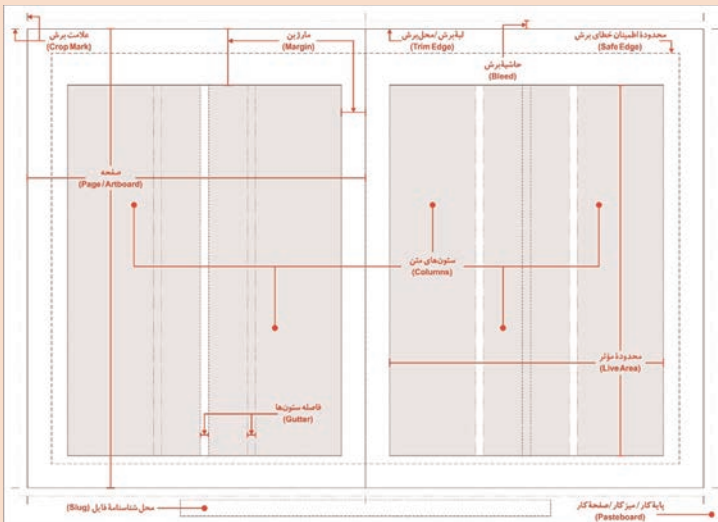 علامت برش
(Crop Mark)
مارژین
(Margin)
لبهٔ برش / محل برش
(Trim Edge)
محدودهٔ اطمینان خطای برش
(Safe Edge)
حاشیهٔ برش
(Bleed)
صفحه
(Page / Artboard)
ستون‌های متن
(Columns)
محدودهٔ مؤثر
(Live Area)
فاصله ستون‌ها
(Gutter)
محل شناسنامهٔ فایل (Slug)
پایهٔ کار / میز کار / صفحهٔ کار
(Pasteboard)